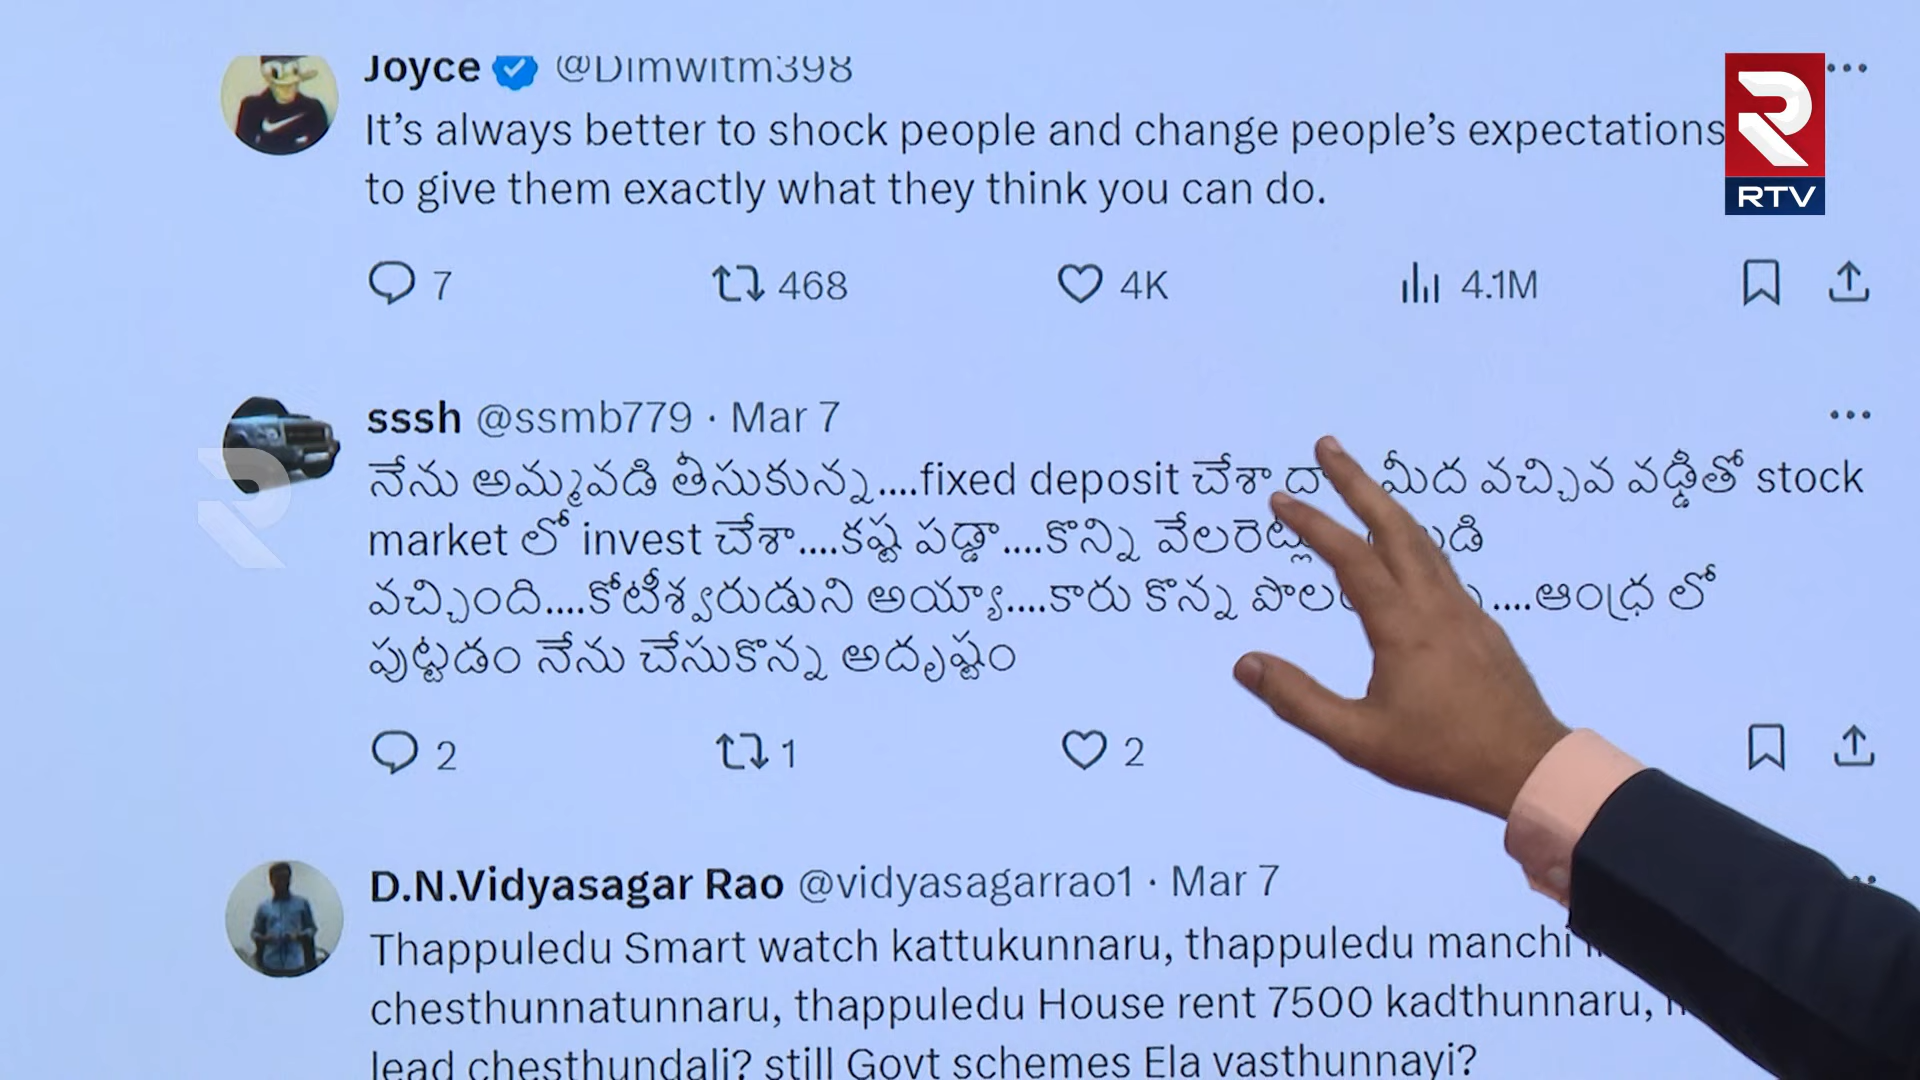 Joyce @Dimwitm398
It's always better to shock people and change people's expectations
to give them exactly what they think you can do.
7 468 4K 4.1M
RTV
sssh @ssmb779 · Mar 7
నేను అమ్మవడి తీసుకున్న....fixed deposit చేశా మీద వచ్చివ వడ్డీతో stock
market లో invest చేశా....కష్ట పడ్డా....కొన్ని వేలరెట్లు
వచ్చింది....కోటీశ్వరుడుని అయ్యా....కారు కొన్న ....ఆంధ్ర లో
పుట్టడం నేను చేసుకొన్న అదృష్టం
2 1 2
D.N.Vidyasagar Rao @vidyasagarrao1 · Mar 7
Thappuledu Smart watch kattukunnaru, thappuledu manchi
chesthunnatunnaru, thappuledu House rent 7500 kadthunnaru,
lead chesthundali? still Govt schemes Ela vasthunnayi?